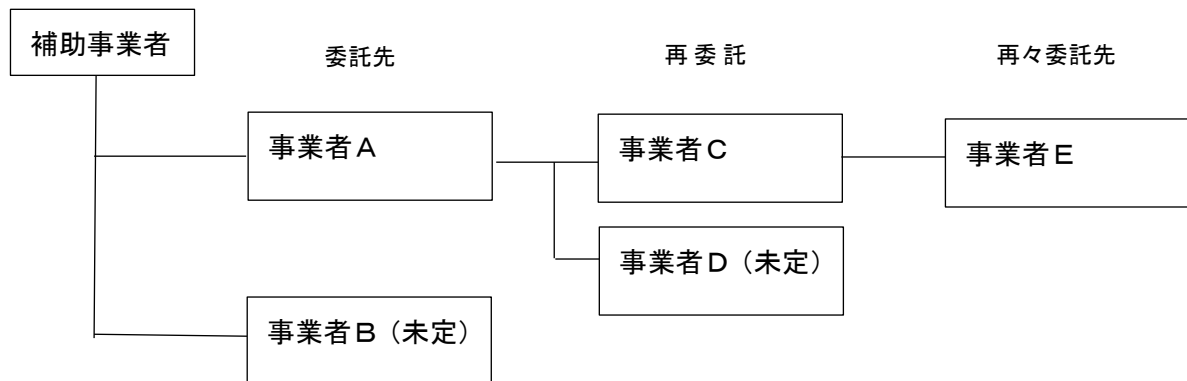 補助事業者
委託先
再委託
再々委託先
事業者A
事業者C
事業者E
事業者D（未定）
事業者B（未定）